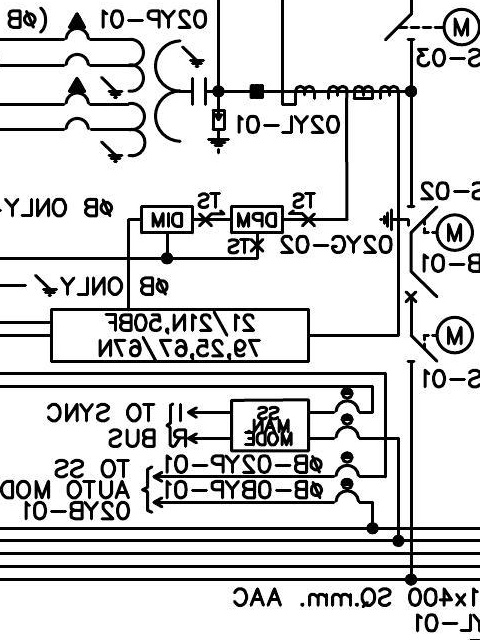 02YP-01 (ØB
M
S-03
02YL-01
S-02
ØB ONLY
DIM
TS
DPM
TS
XTS
02YG-02
M
B-01
ØB ONLY
21/21N,50BF
79,25,67/67N
M
S-01
I TO SYNC
R BUS
SS
MAN
MODE
TO SS
AUTO MOD
02YB-01
ØB-02YP-01
ØB-0BYP-01
1x400 SQ.mm. AAC
YL-01